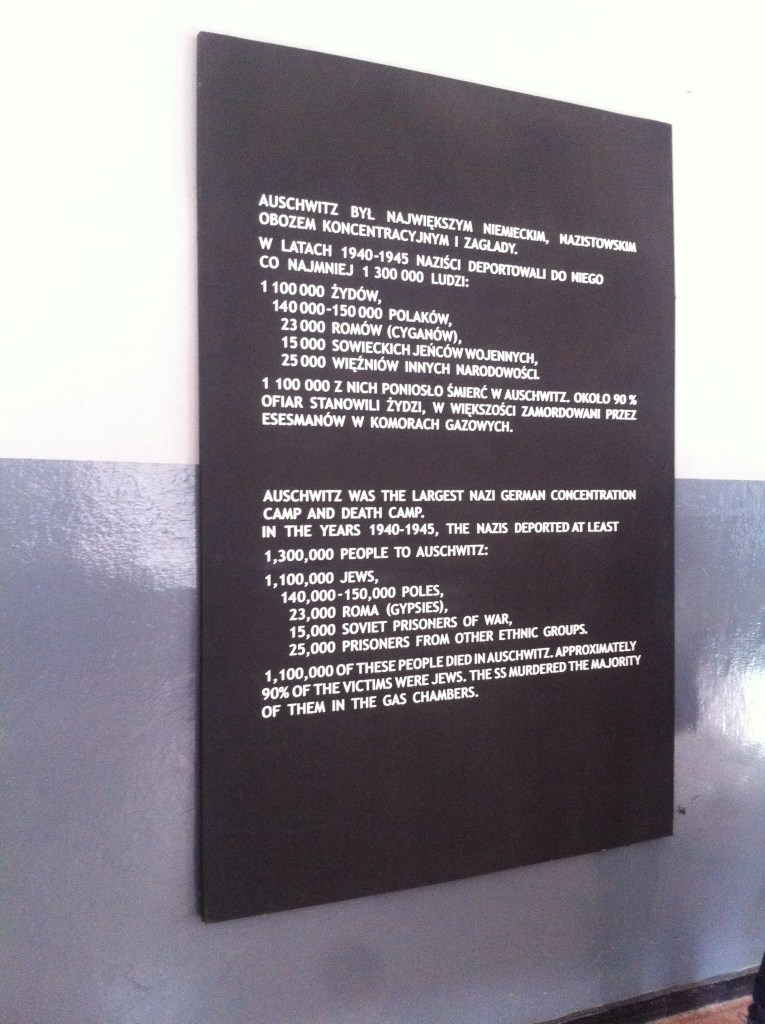 AUSCHWITZ BYŁ NAJWIĘKSZYM NIEMIECKIM, NAZISTOWSKIM
OBOZEM KONCENTRACYJNYM I ZAGŁADY.
W LATACH 1940-1945 NAZIŚCI DEPORTOWALI DO NIEGO
CO NAJMNIEJ 1 300 000 LUDZI:
1 100 000 ŻYDÓW,
140 000-150 000 POLAKÓW,
23 000 ROMÓW (CYGANÓW),
15 000 SOWIECKICH JEŃCÓW WOJENNYCH,
25 000 WIĘŹNIÓW INNYCH NARODOWOŚCI.
1 100 000 Z NICH PONIOSŁO ŚMIERĆ W AUSCHWITZ. OKOŁO 90 %
OFIAR STANOWILI ŻYDZI, W WIĘKSZOŚCI ZAMORDOWANI PRZEZ
ESESMANÓW W KOMORACH GAZOWYCH.
AUSCHWITZ WAS THE LARGEST NAZI GERMAN CONCENTRATION
CAMP AND DEATH CAMP.
IN THE YEARS 1940-1945, THE NAZIS DEPORTED AT LEAST
1,300,000 PEOPLE TO AUSCHWITZ:
1,100,000 JEWS,
140,000-150,000 POLES,
23,000 ROMA (GYPSIES),
15,000 SOVIET PRISONERS OF WAR,
25,000 PRISONERS FROM OTHER ETHNIC GROUPS.
1,100,000 OF THESE PEOPLE DIED IN AUSCHWITZ. APPROXIMATELY
90% OF THE VICTIMS WERE JEWS. THE SS MURDERED THE MAJORITY
OF THEM IN THE GAS CHAMBERS.